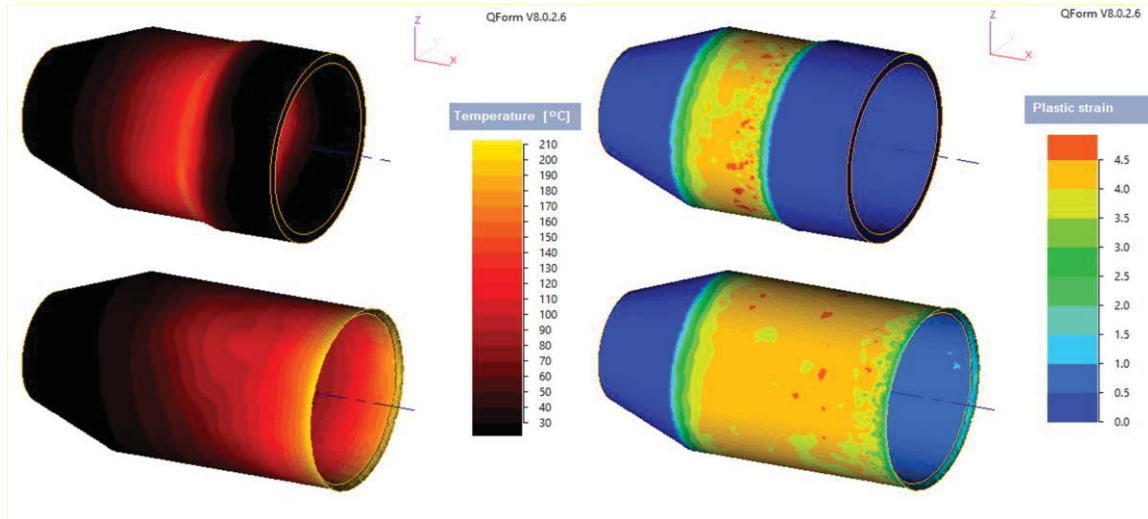 QForm V8.0.2.6
Z
Y
X
Temperature [ºC]
210
200
190
180
170
160
150
140
130
120
110
100
90
80
70
60
50
40
30
QForm V8.0.2.6
Z
Y
X
Plastic strain
4.5
4.0
3.5
3.0
2.5
2.0
1.5
1.0
0.5
0.0